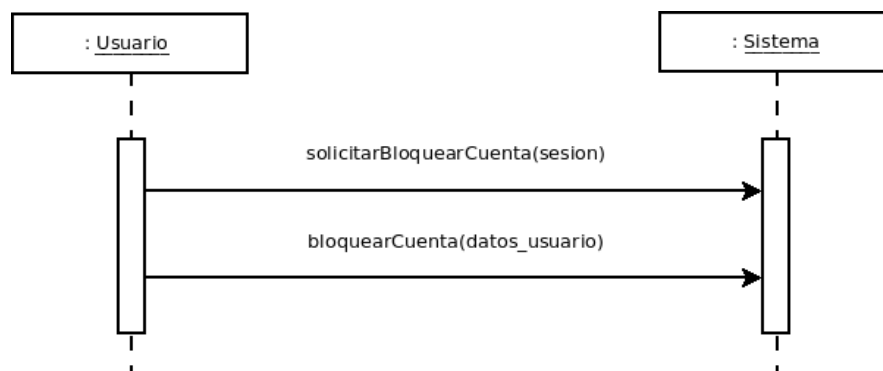 : Usuario
: Sistema
solicitarBloquearCuenta(sesion)
bloquearCuenta(datos_usuario)